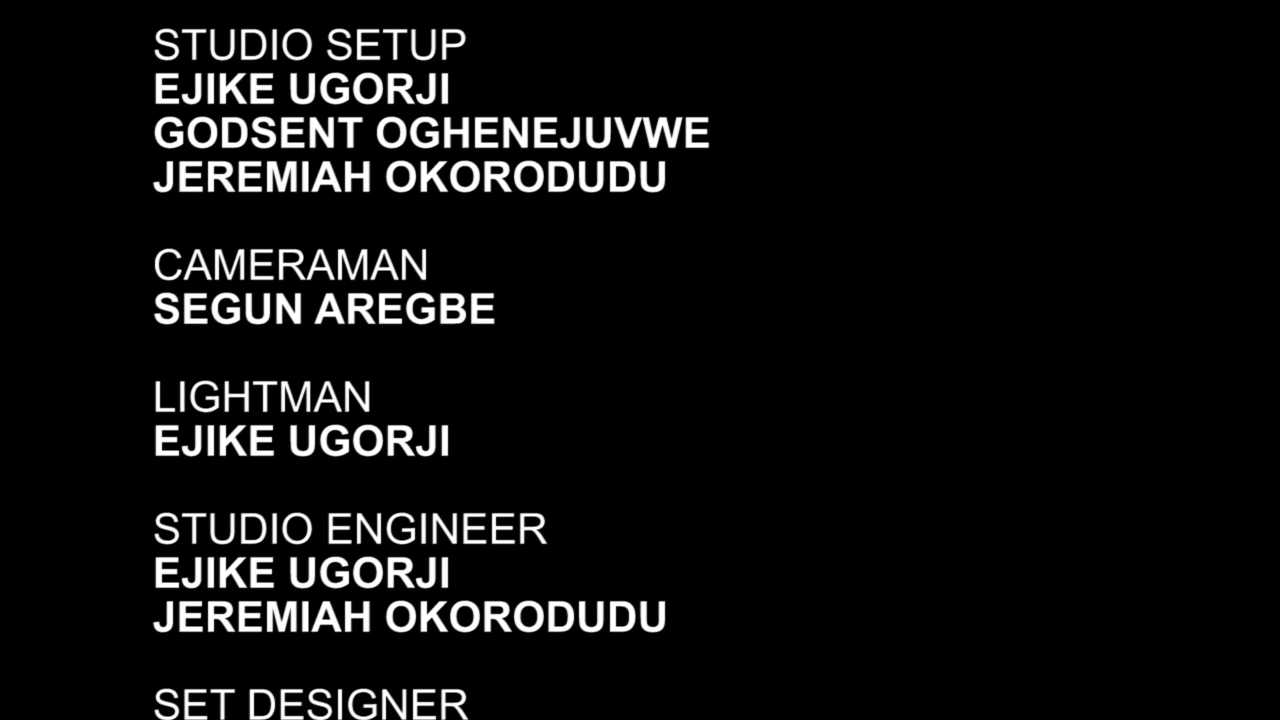 STUDIO SETUP
EJIKE UGORJI
GODSENT OGHENEJUVWE
JEREMIAH OKORODUDU
CAMERAMAN
SEGUN AREGBE
LIGHTMAN
EJIKE UGORJI
STUDIO ENGINEER
EJIKE UGORJI
JEREMIAH OKORODUDU
SET DESIGNER